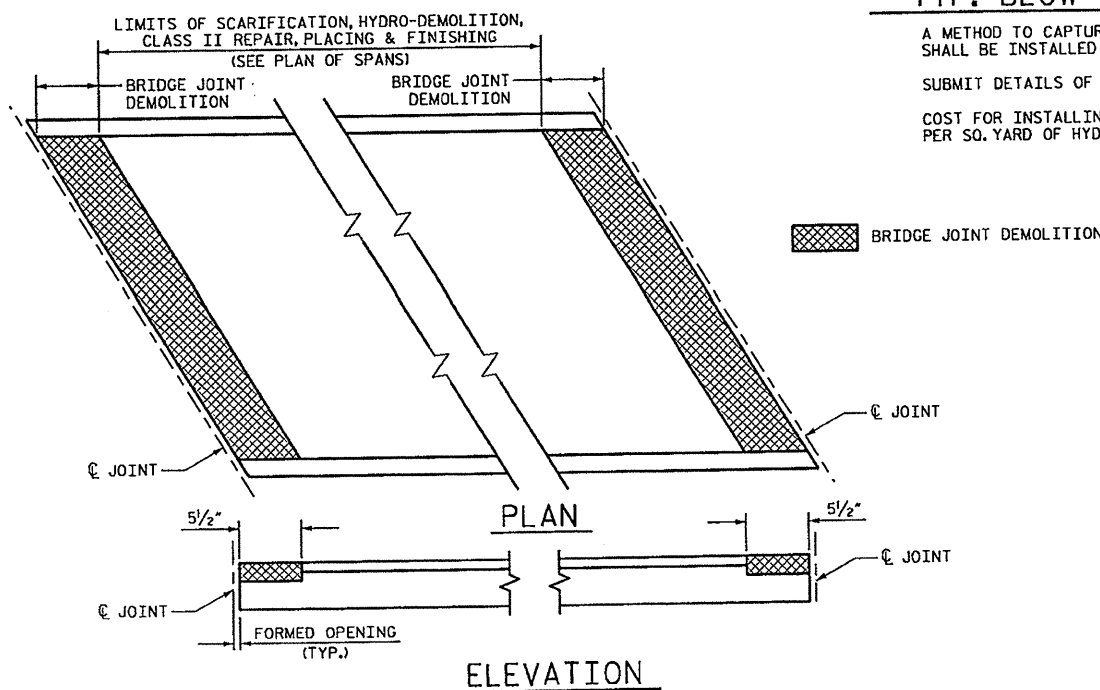 LIMITS OF SCARIFICATION, HYDRO-DEMOLITION,
CLASS II REPAIR, PLACING & FINISHING
(SEE PLAN OF SPANS)
BRIDGE JOINT
DEMOLITION
BRIDGE JOINT
DEMOLITION
A METHOD TO CAPTUR
SHALL BE INSTALLED
SUBMIT DETAILS OF
COST FOR INSTALLIN
PER SQ. YARD OF HYD
BRIDGE JOINT DEMOLITION
℄ JOINT
℄ JOINT
PLAN
5½"
5½"
℄ JOINT
℄ JOINT
FORMED OPENING
(TYP.)
ELEVATION